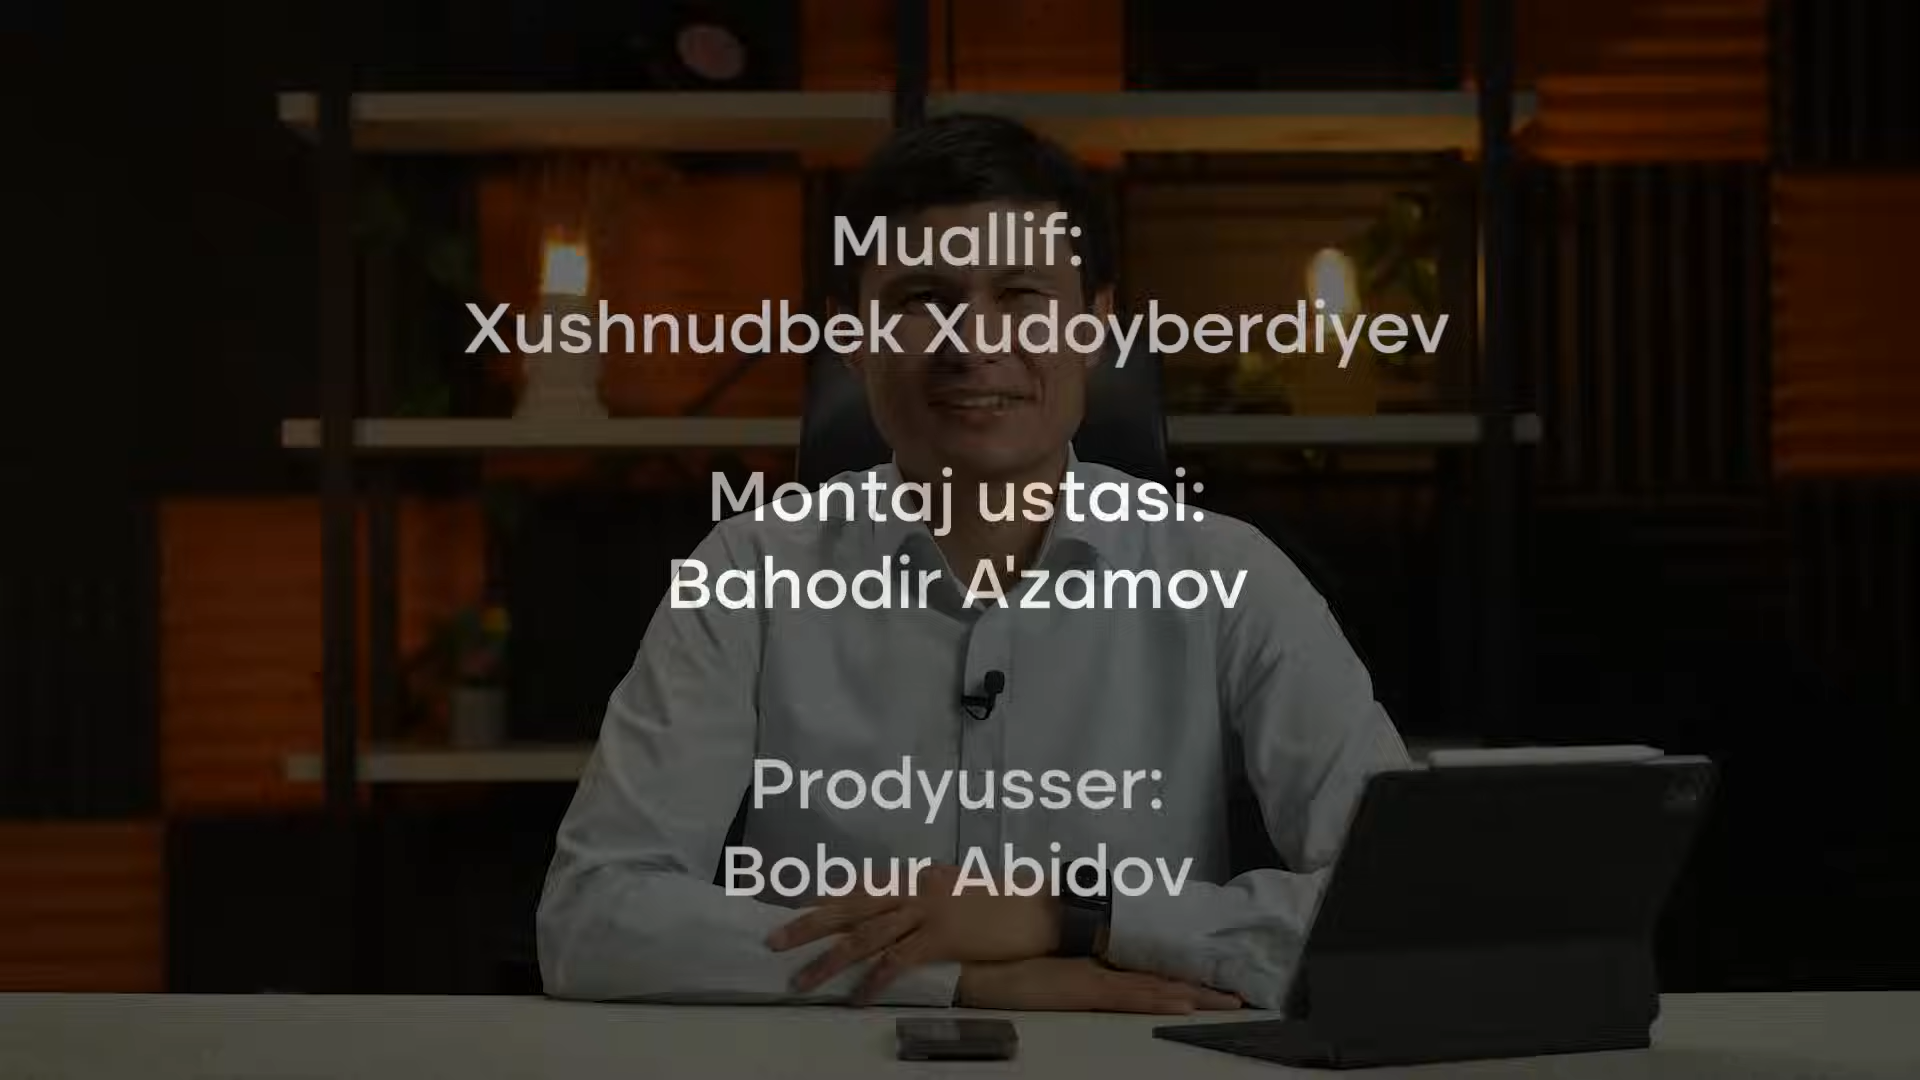 Muallif:
Xushnudbek Xudoyberdiyev
Montaj ustasi:
Bahodir A'zamov
Prodyusser:
Bobur Abidov